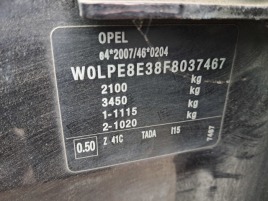 OPEL
e4*2007/46*0204
W0LPE8E38F8037467
2100 kg
3450 kg
1-1115 kg
2-1020 kg
0.50 Z 41C TADA I15
7467